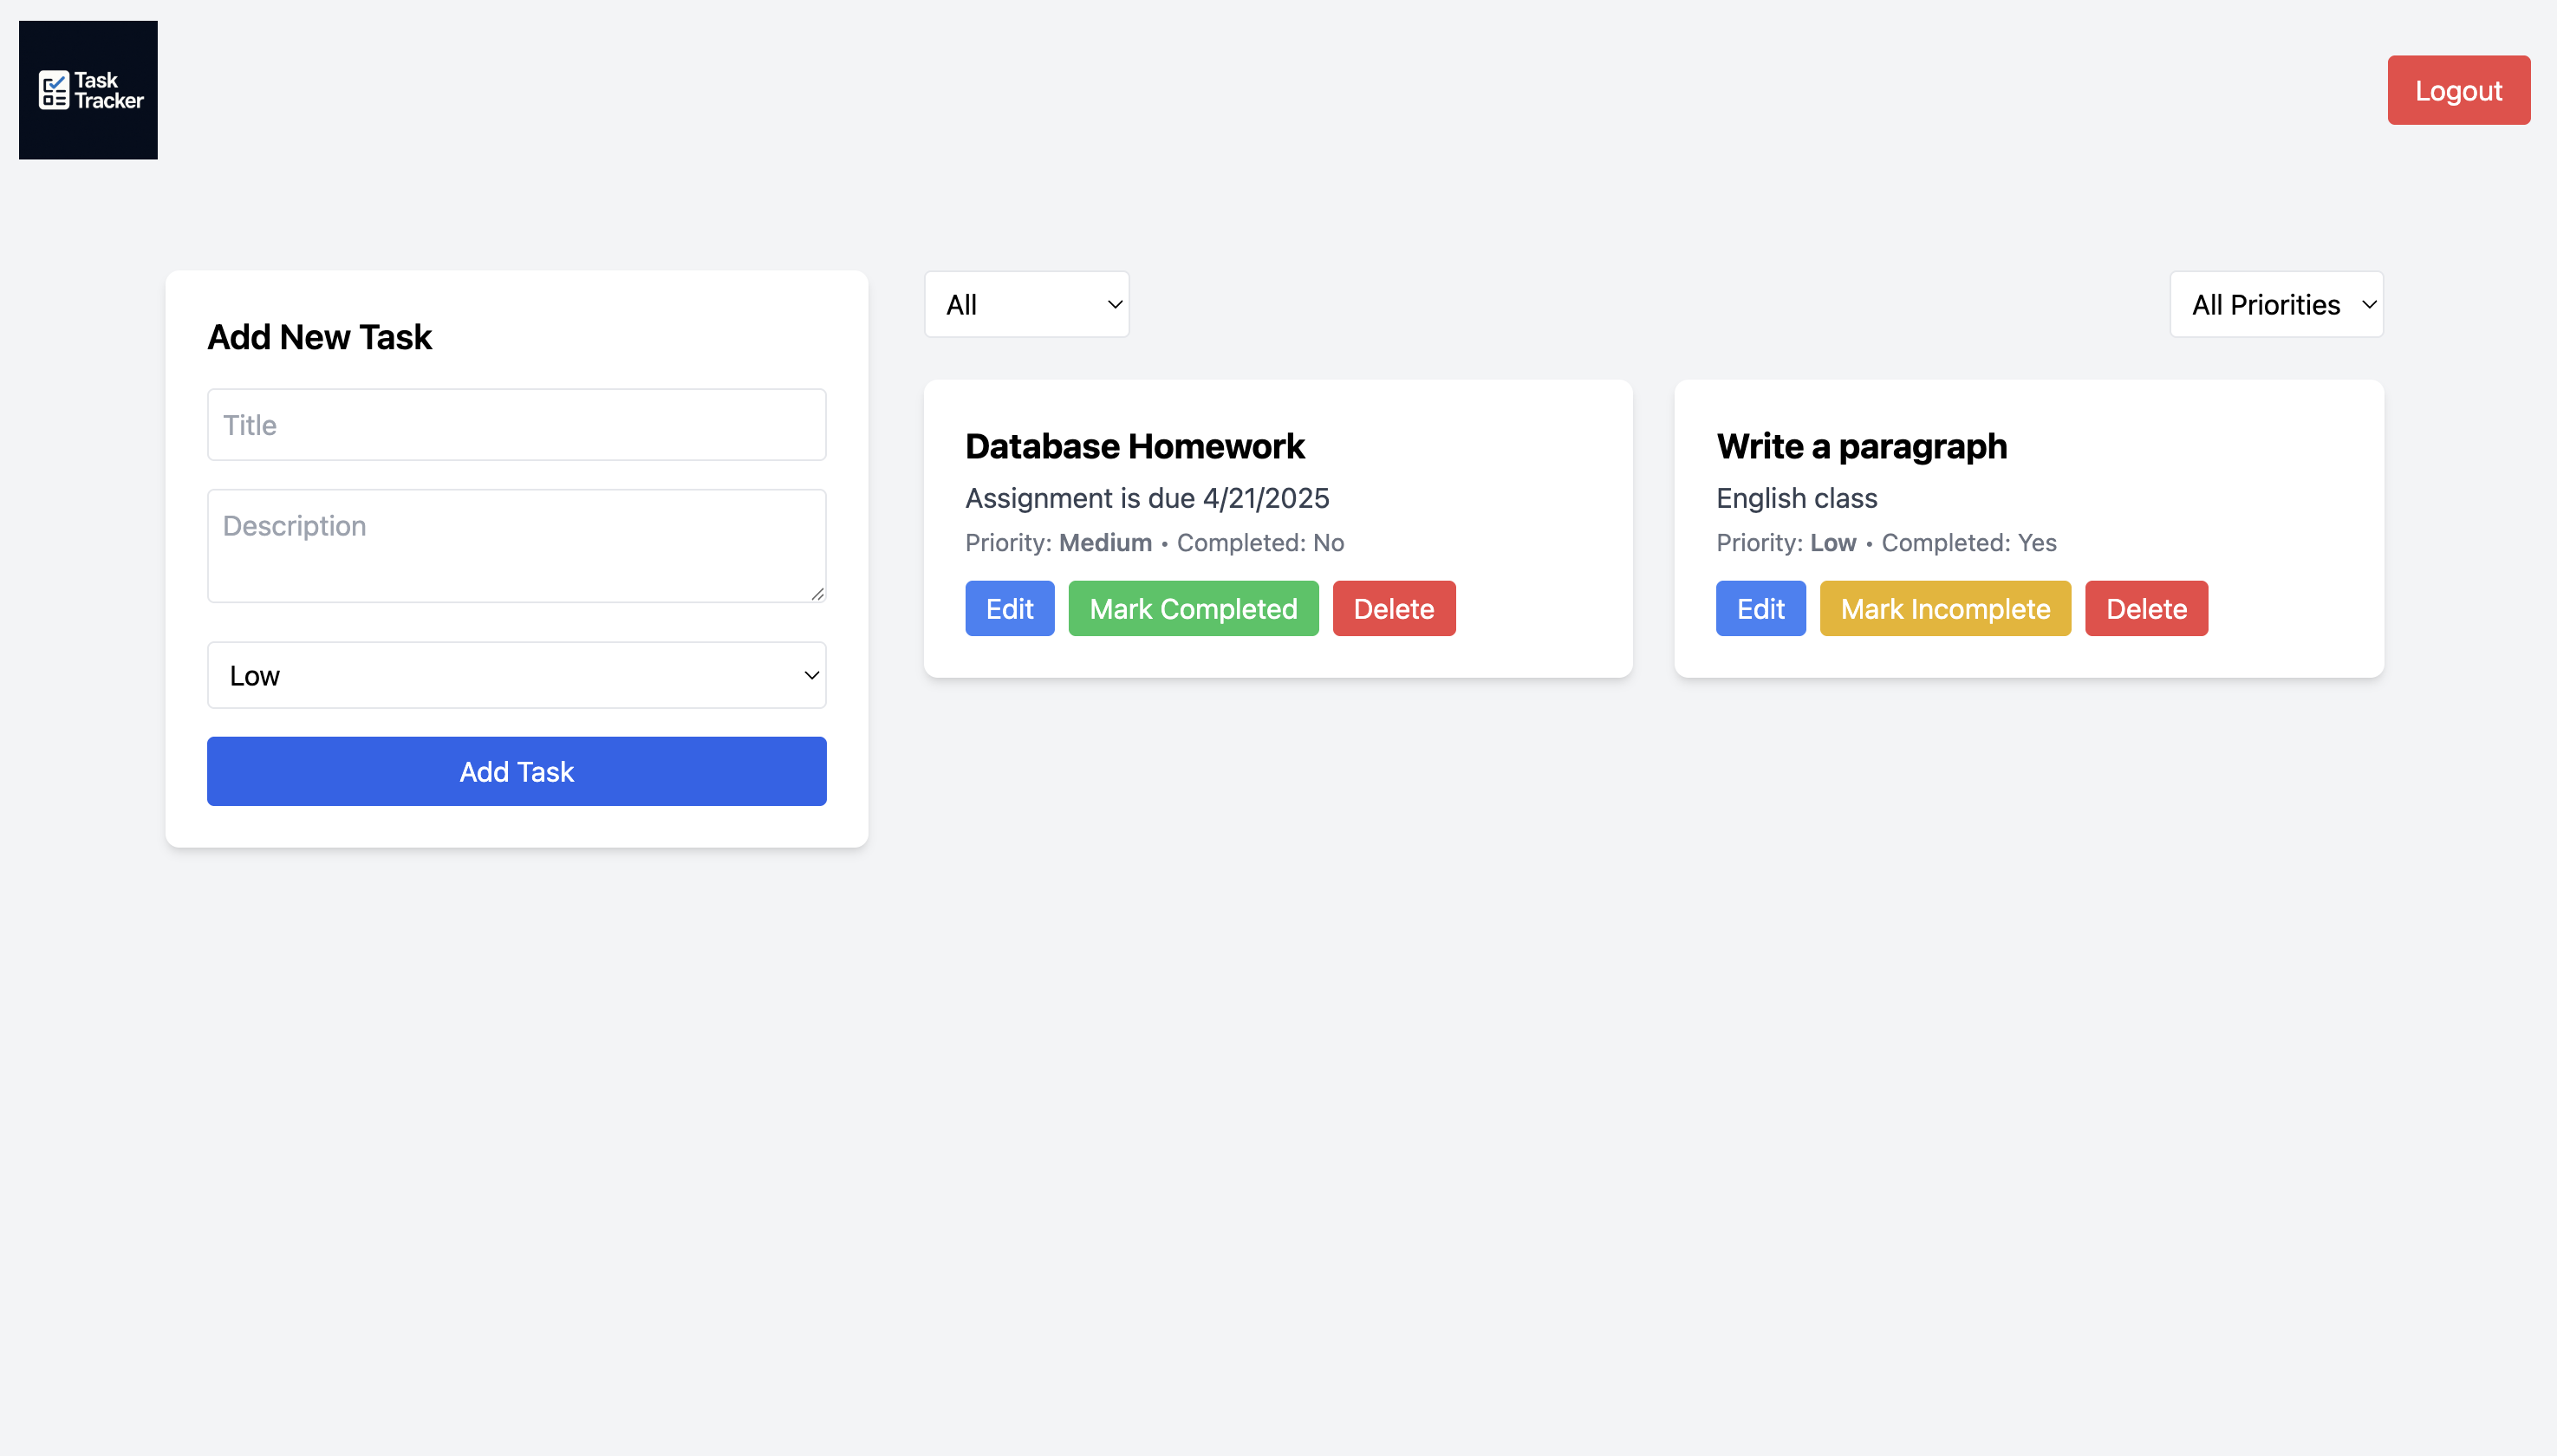 Task
Tracker
Logout
Add New Task
Title
Description
Low
Add Task
All
All Priorities
Database Homework
Assignment is due 4/21/2025
Priority: Medium • Completed: No
Edit Mark Completed Delete
Write a paragraph
English class
Priority: Low • Completed: Yes
Edit Mark Incomplete Delete